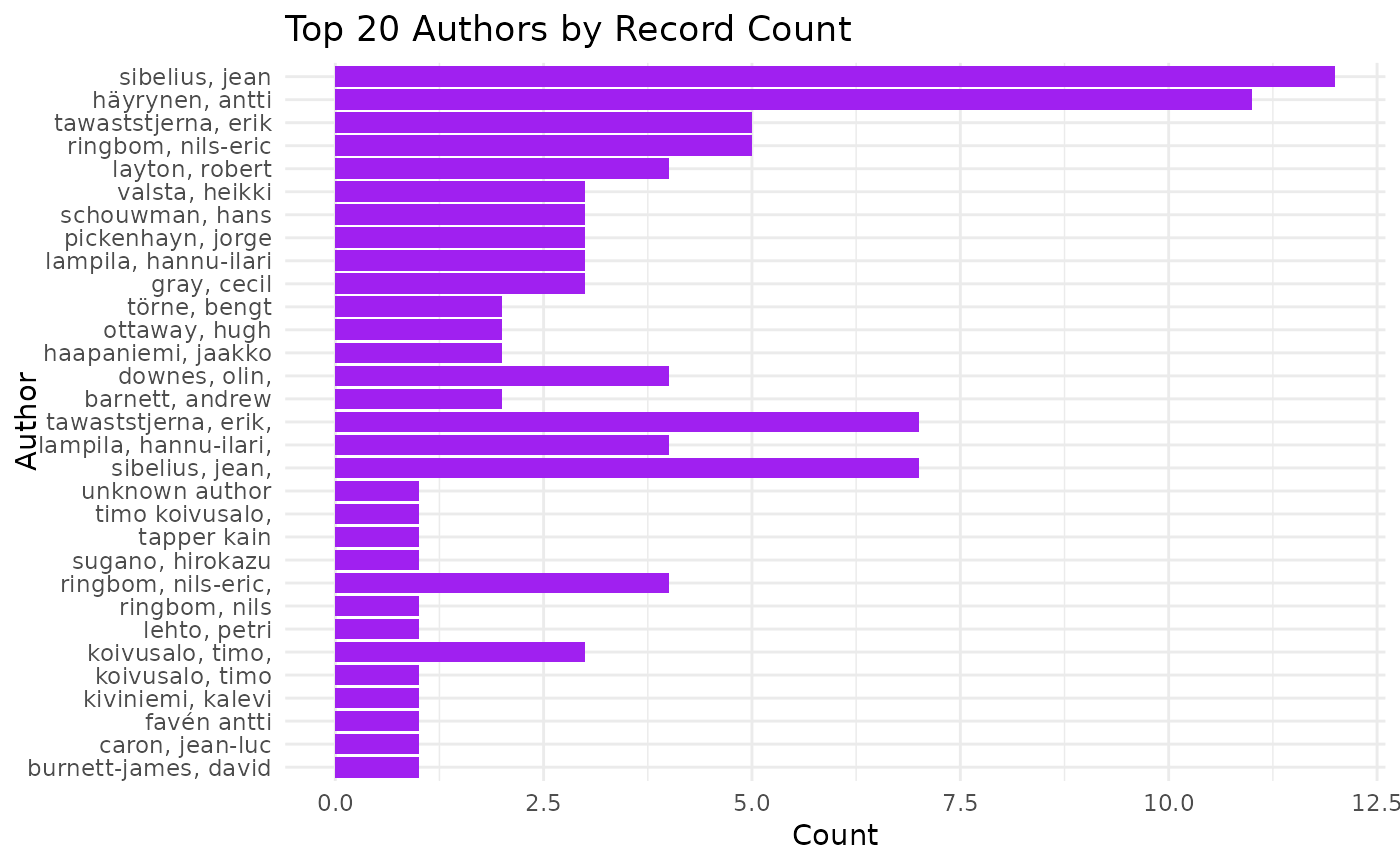 Top 20 Authors by Record Count
sibelius, jean
häyrynen, antti
tawaststjerna, erik
ringbom, nils-eric
layton, robert
valsta, heikki
schouwman, hans
pickenhayn, jorge
lampila, hannu-ilari
gray, cecil
törne, bengt
ottaway, hugh
haapaniemi, jaakko
downes, olin,
barnett, andrew
tawaststjerna, erik,
lampila, hannu-ilari,
sibelius, jean,
unknown author
timo koivusalo,
tapper kain
sugano, hirokazu
ringbom, nils-eric,
ringbom, nils
lehto, petri
koivusalo, timo,
koivusalo, timo
kiviniemi, kalevi
favén antti
caron, jean-luc
burnett-james, david
Author
0.0 2.5 5.0 7.5 10.0 12.5
Count